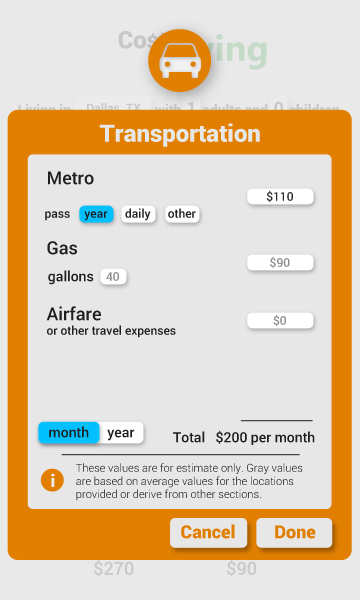 Living in Dallas, TX with 1 adults and 0 children
Transportation
Metro
$110
pass year daily other
Gas
$90
gallons 40
Airfare
$0
or other travel expenses
month year
Total $200 per month
i These values are for estimate only. Gray values
are based on average values for the locations
provided or derive from other sections.
Cancel Done
$270 $90